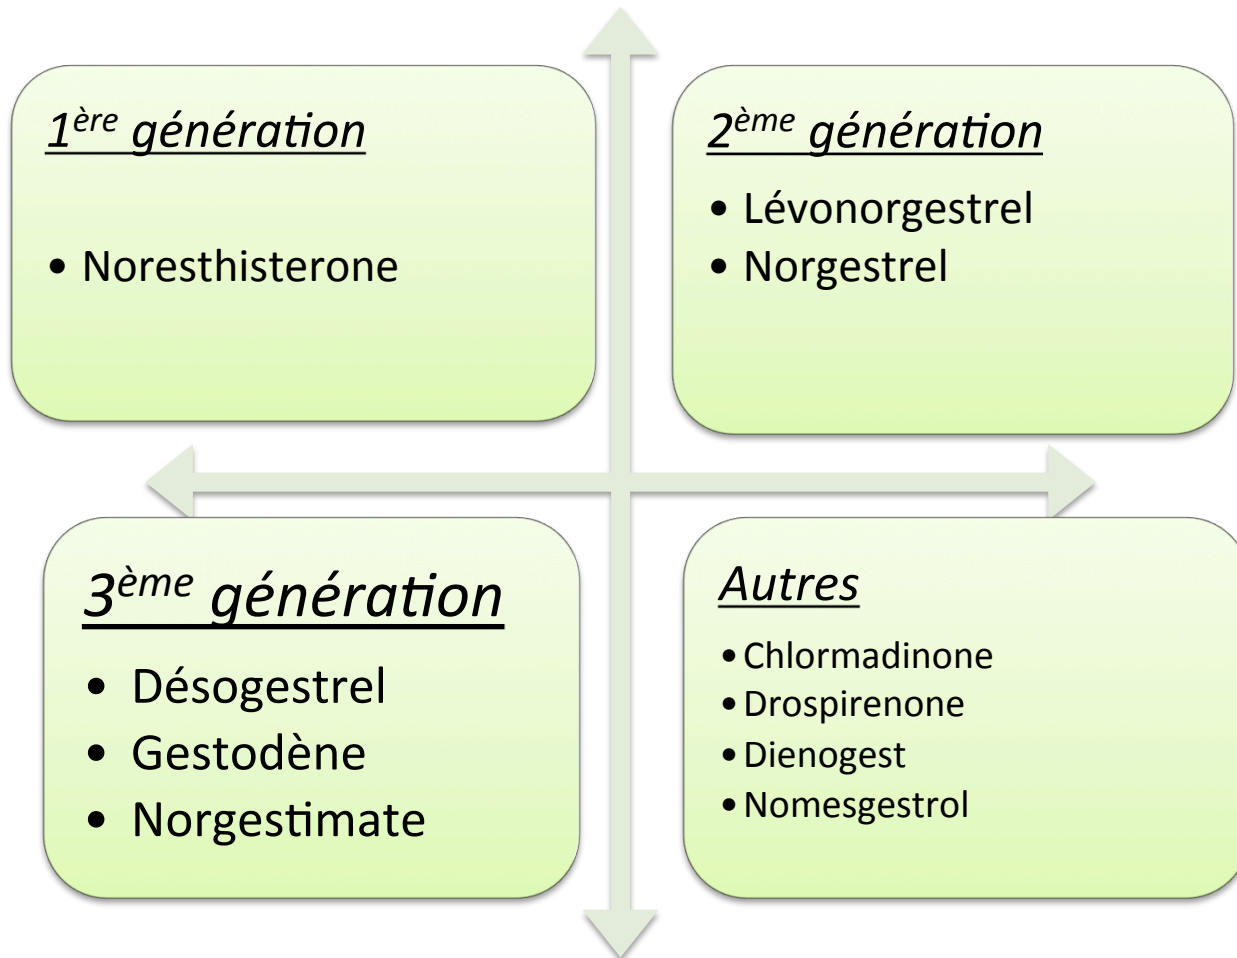 1ère génération
• Noresthisterone
2ème génération
• Lévonorgestrel
• Norgestrel
3ème génération
• Désogestrel
• Gestodène
• Norgestimate
Autres
• Chlormadinone
• Drospirenone
• Dienogest
• Nomesgestrol